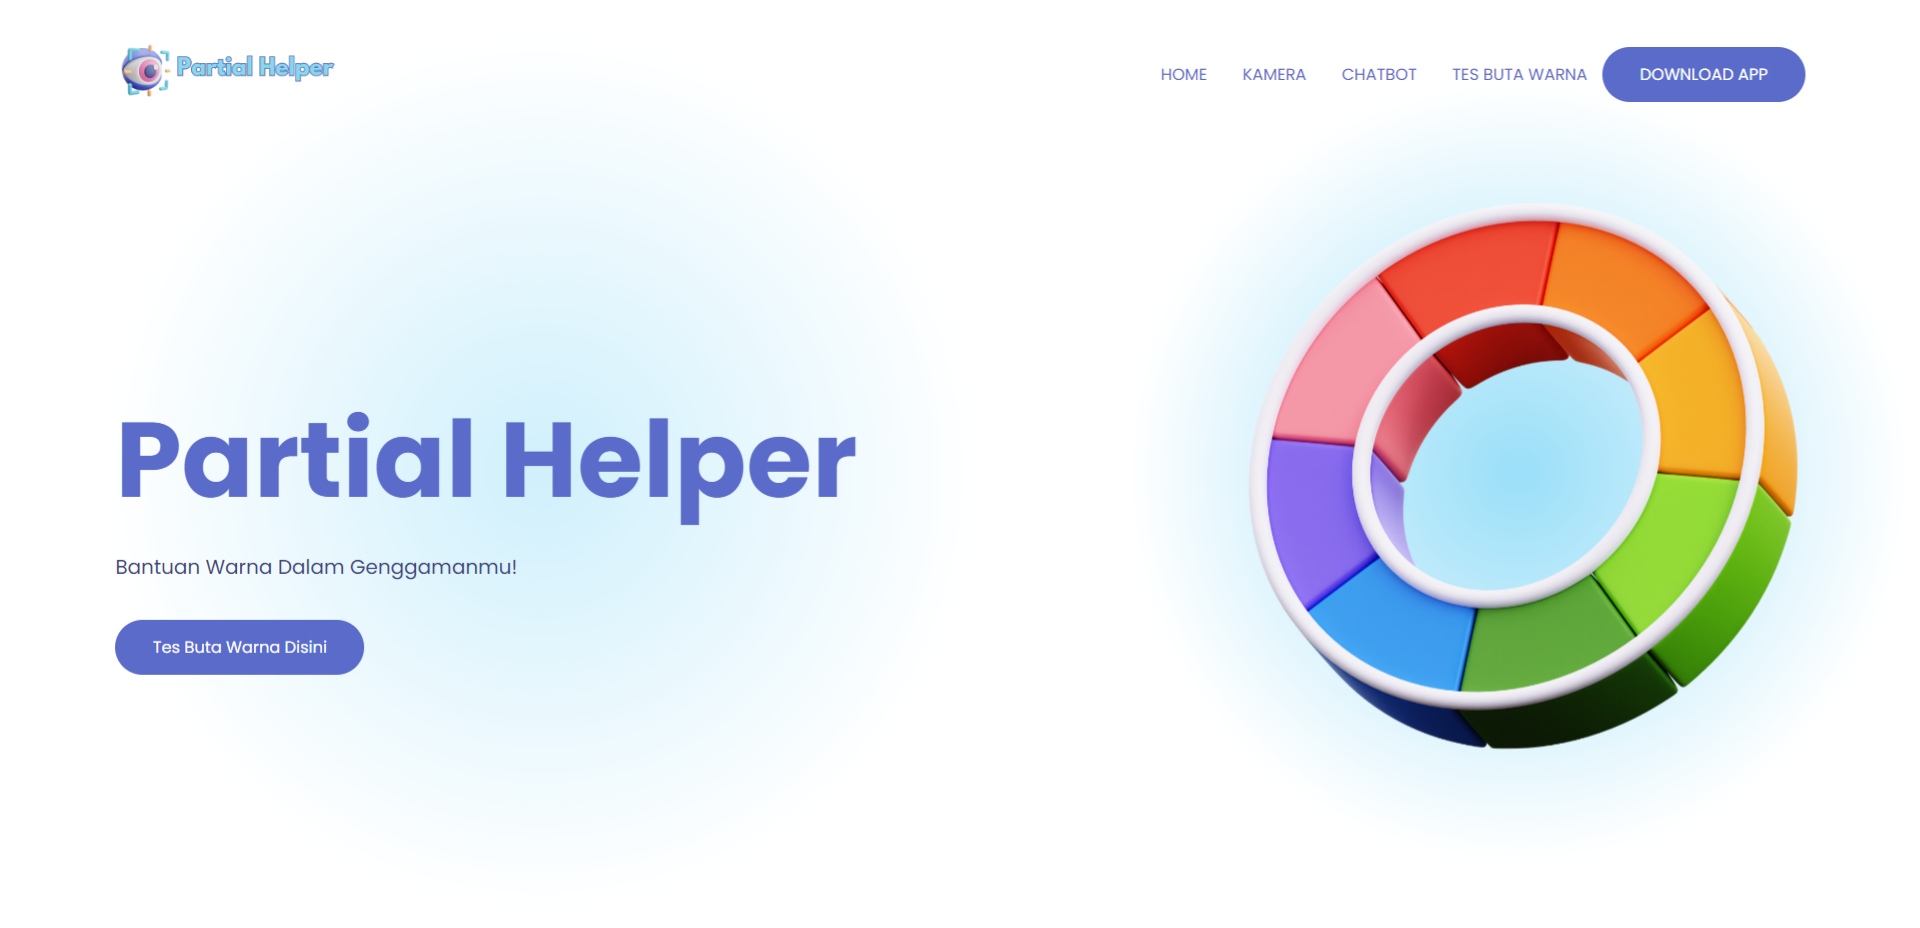 Partial Helper
HOME KAMERA CHATBOT TES BUTA WARNA DOWNLOAD APP
Partial Helper
Bantuan Warna Dalam Genggamanmu!
Tes Buta Warna Disini